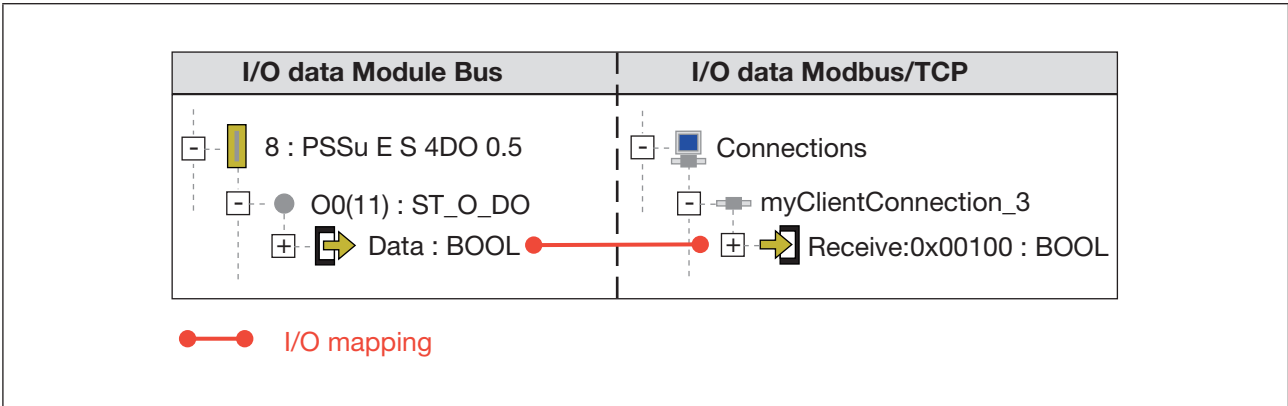 I/O data Module Bus
I/O data Modbus/TCP
8 : PSSu E S 4DO 0.5
Connections
O0(11) : ST_O_DO
myClientConnection_3
Data : BOOL
Receive:0x00100 : BOOL
I/O mapping